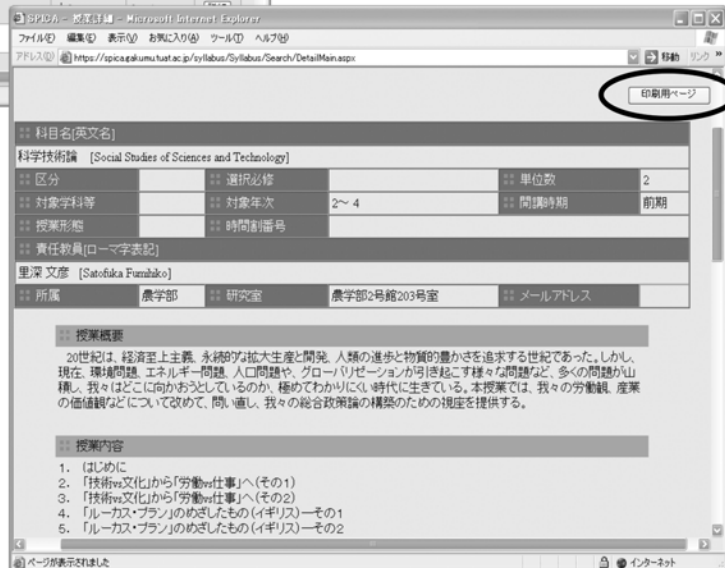 SPICA - 授業詳細 - Microsoft Internet Explorer
ファイル(F) 編集(E) 表示(V) お気に入り(A) ツール(T) ヘルプ(H)
アドレス(D) https://spica.gakumu.tuat.ac.jp/syllabus/Syllabus/Search/DetailMain.aspx 移動 リンク »
印刷用ページ
科目名[英文名]
科学技術論 [Social Studies of Sciences and Technology]
区分 選択必修 単位数 2
対象学科等 対象年次 2～ 4 開講時期 前期
授業形態 時間割番号
責任教員[ローマ字表記]
里深 文彦 [Satofuka Fumihiko]
所属 農学部 研究室 農学部2号館203号室 メールアドレス
授業概要
20世紀は、経済至上主義、永続的な拡大生産と開発、人類の進歩と物質的豊かさを追求する世紀であった。しかし、
現在、環境問題、エネルギー問題、人口問題や、グローバリゼーションが引き起こす様々な問題など、多くの問題が山
積し、我々はどこに向かおうとしているのか、極めてわかりにくい時代に生きている。本授業では、我々の労働観、産業
の価値観などについて改めて、問い直し、我々の総合政策論の構築のための視座を提供する。
授業内容
1. はじめに
2. 「技術vs文化」から「労働vs仕事」へ(その1)
3. 「技術vs文化」から「労働vs仕事」へ(その2)
4. 「ルーカス・プラン」のめざしたもの(イギリス)―その1
5. 「ルーカス・プラン」のめざしたもの(イギリス)―その2
ページが表示されました インターネット